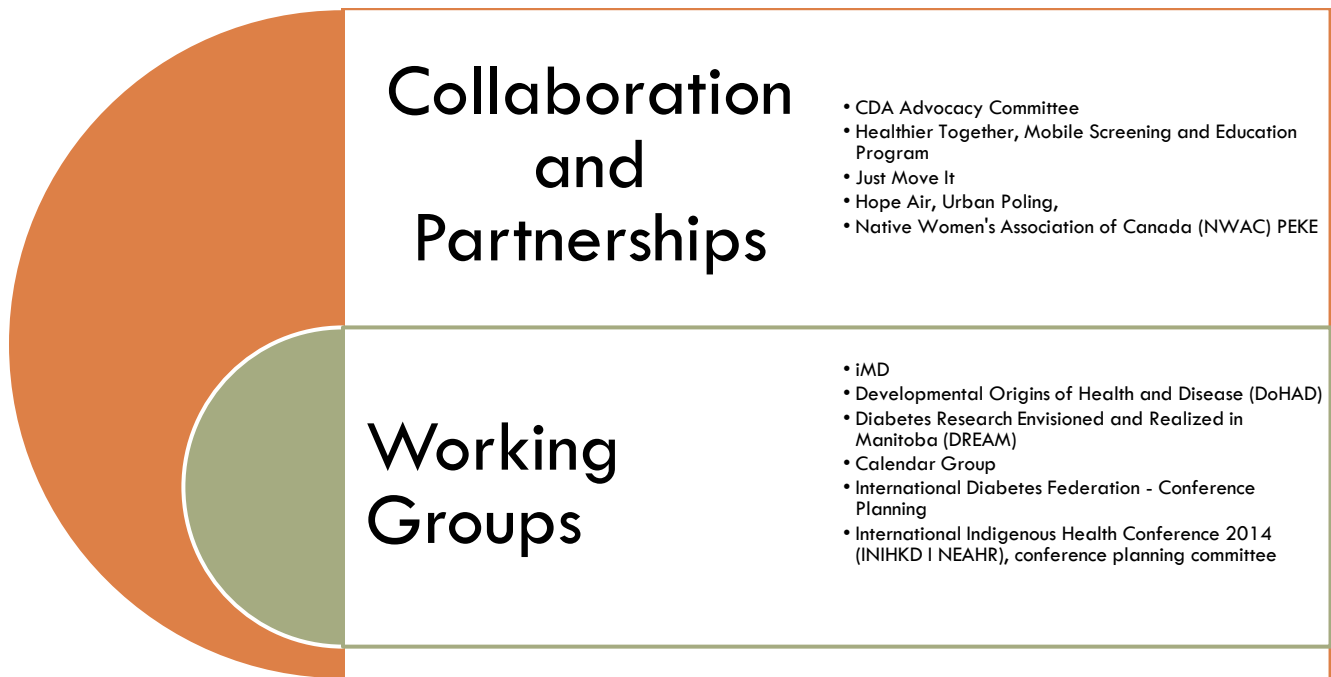 Collaboration
and
Partnerships
• CDA Advocacy Committee
• Healthier Together, Mobile Screening and Education
Program
• Just Move It
• Hope Air, Urban Poling,
• Native Women's Association of Canada (NWAC) PEKE
Working
Groups
• iMD
• Developmental Origins of Health and Disease (DoHAD)
• Diabetes Research Envisioned and Realized in
Manitoba (DREAM)
• Calendar Group
• International Diabetes Federation - Conference
Planning
• International Indigenous Health Conference 2014
(INIHKD I NEAHR), conference planning committee